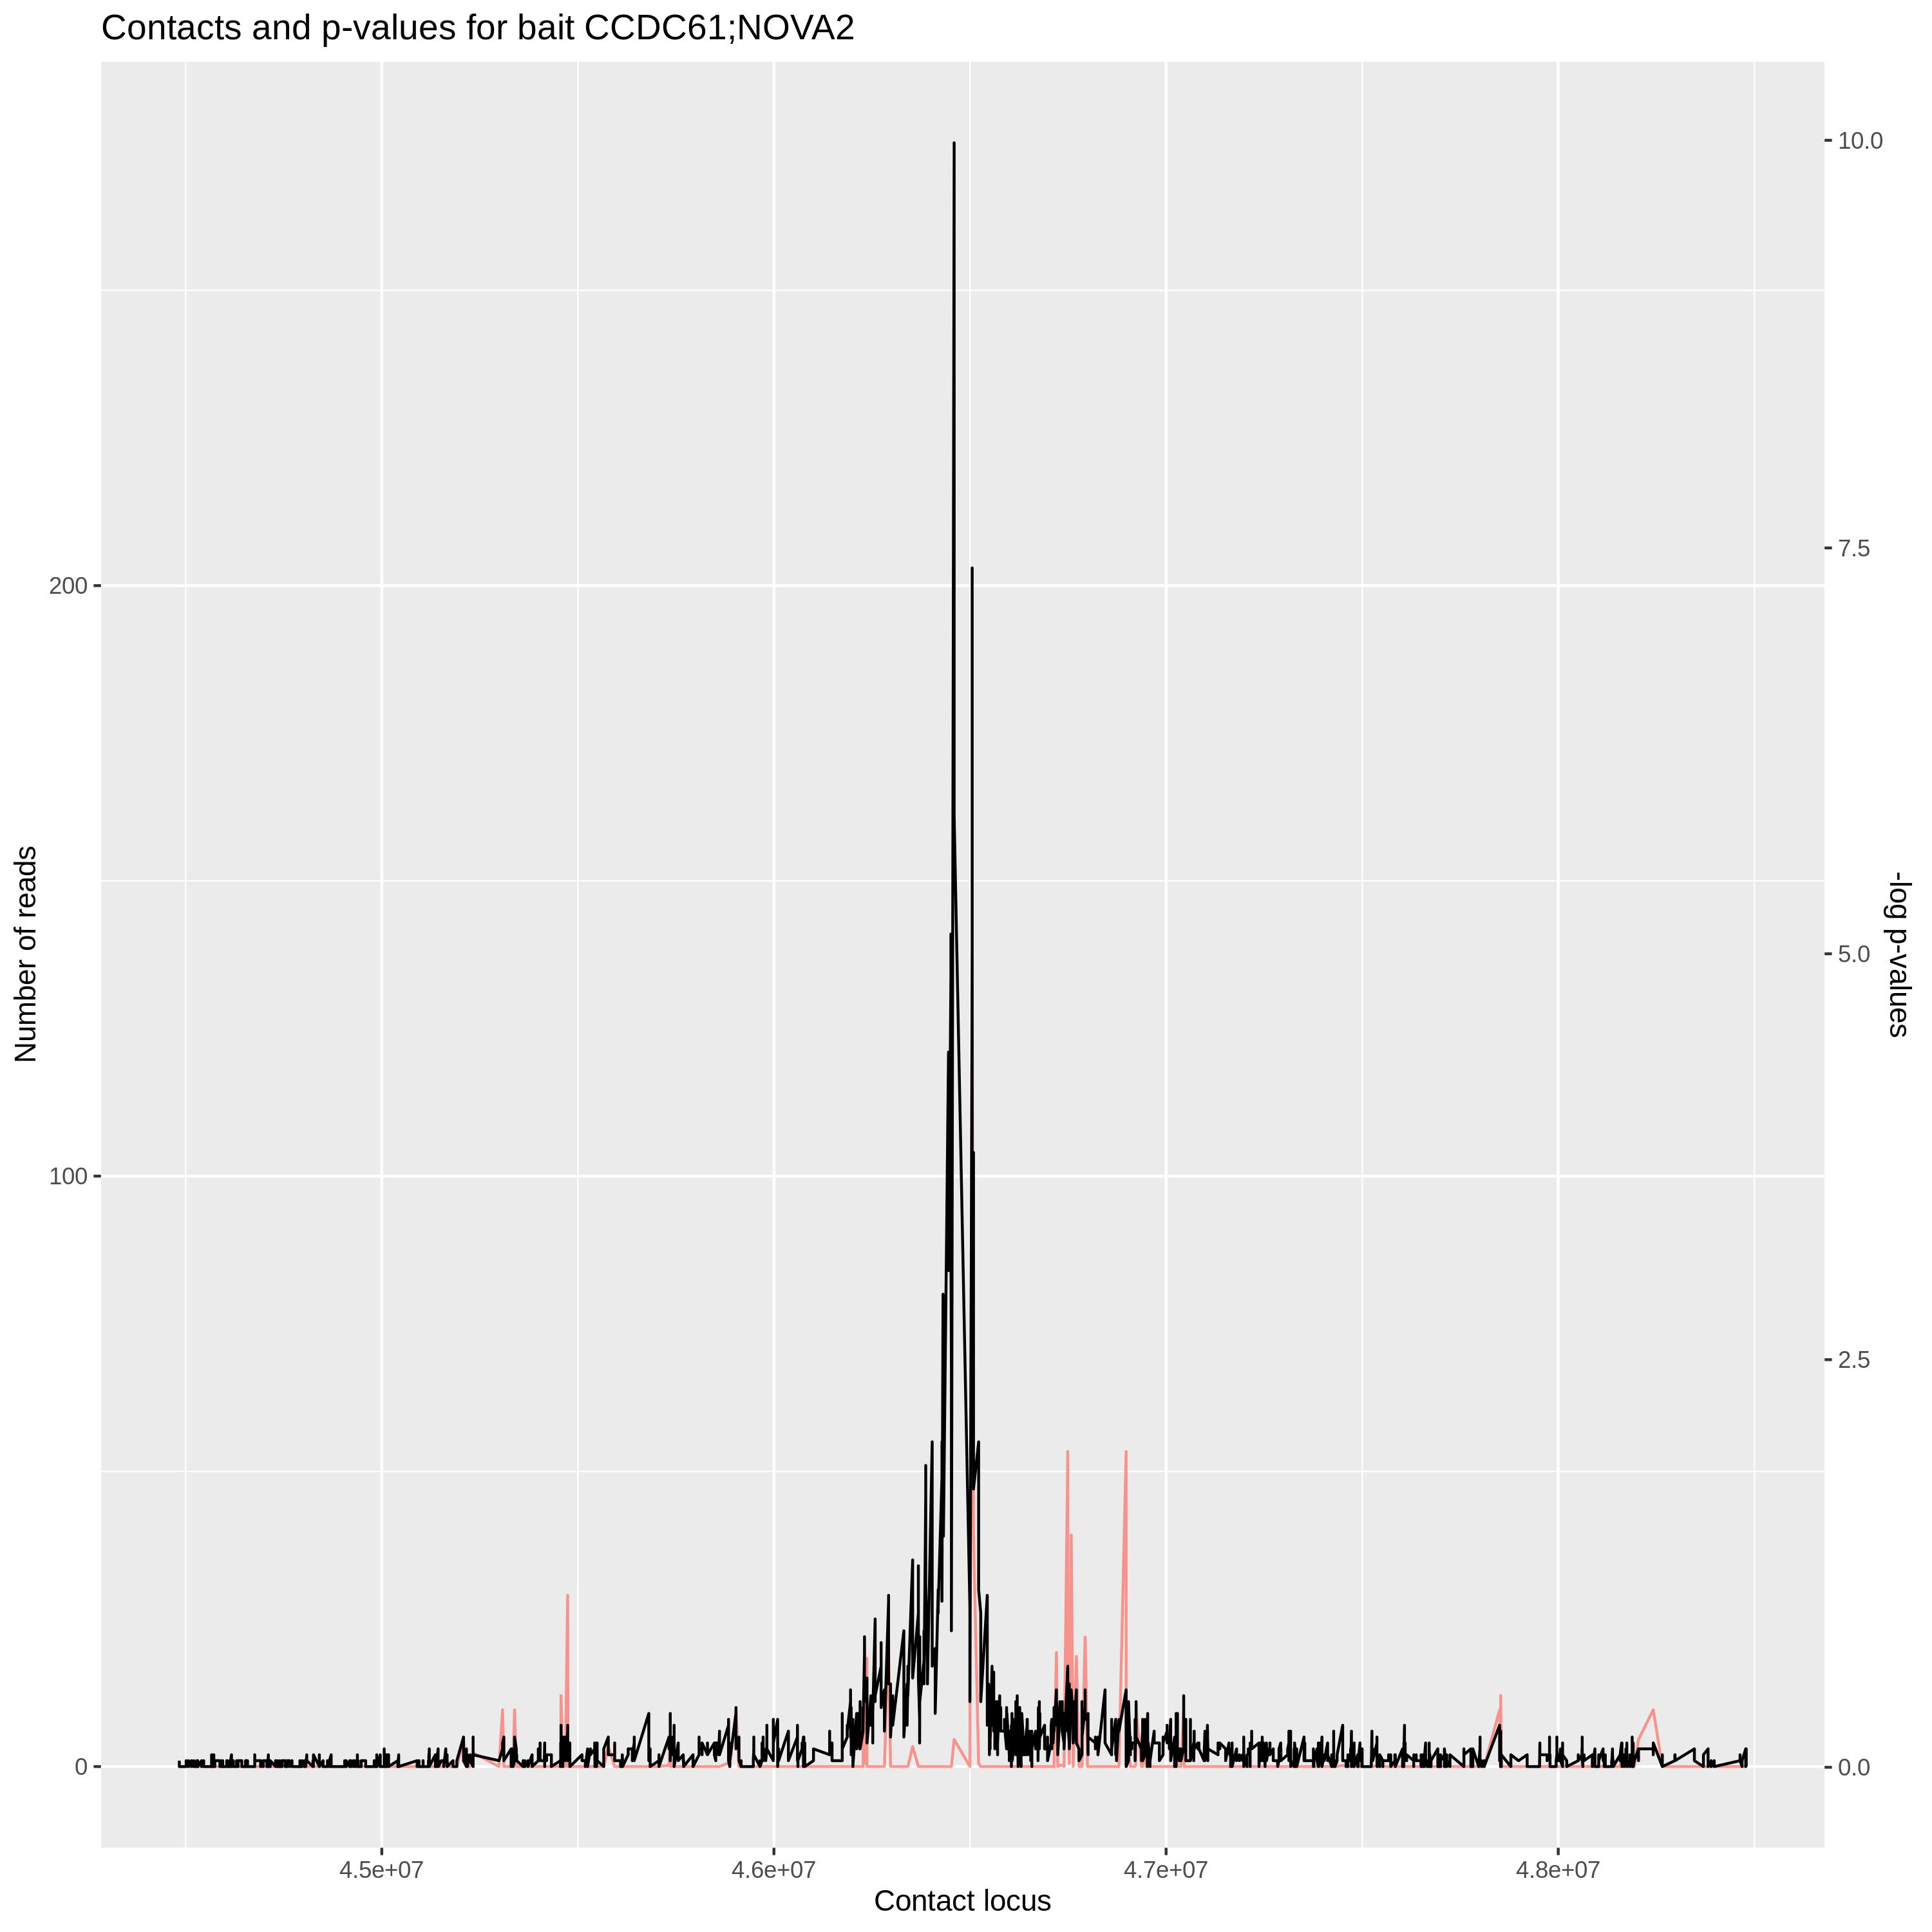 Contacts and p-values for bait CCDC61;NOVA2
10.0
7.5
5.0
2.5
0.0
200
100
0
Number of reads
-log p-values
4.5e+07
4.6e+07
4.7e+07
4.8e+07
Contact locus